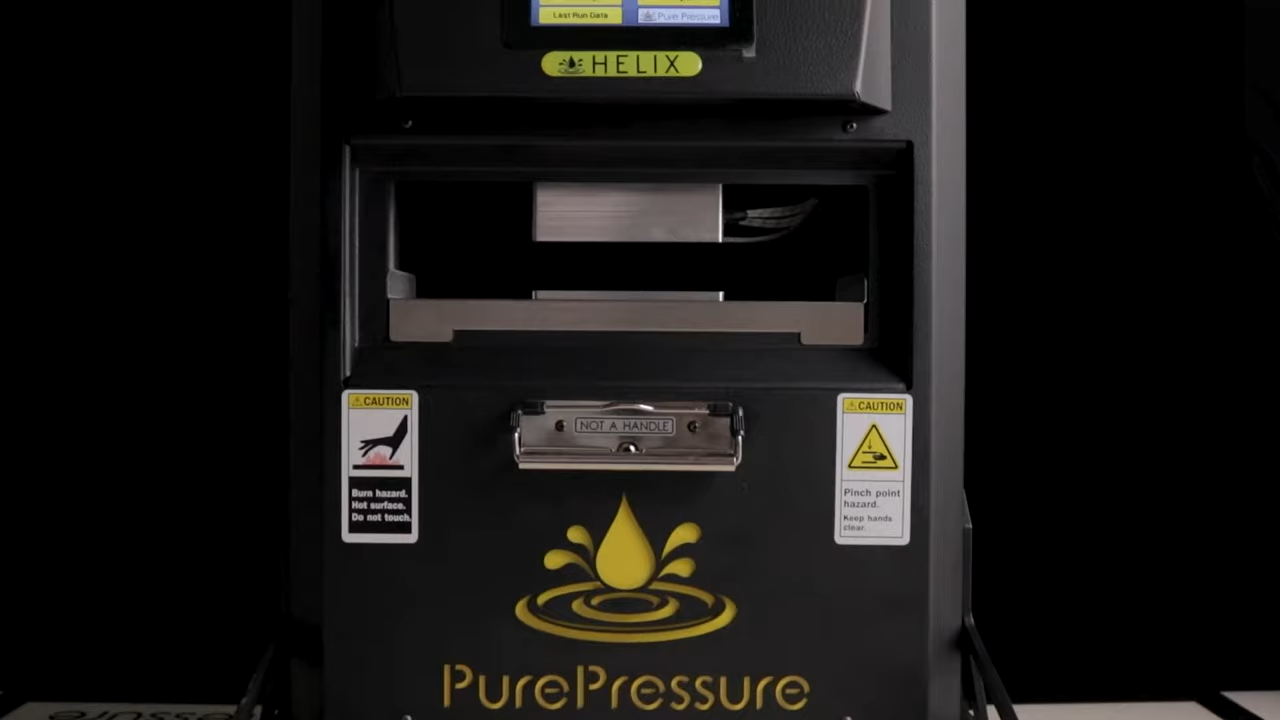 Last Run Data
Pure Pressure
HELIX
CAUTION
Burn hazard.
Hot surface.
Do not touch.
NOT A HANDLE
CAUTION
Pinch point
hazard.
Keep hands
clear.
PurePressure